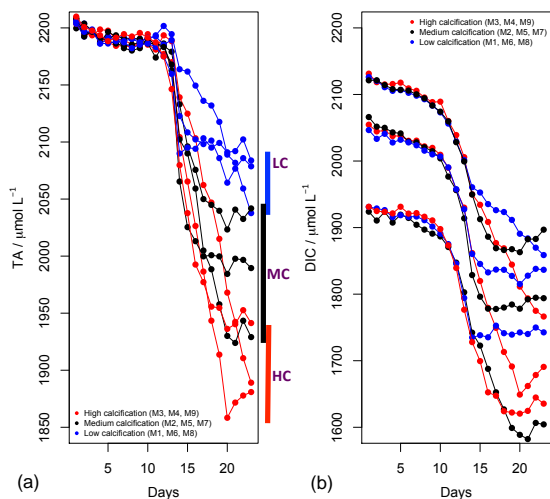 2200
2150
2100
2050
2000
1950
1900
1850
TA / µmol L⁻¹
LC
MC
HC
High calcification (M3, M4, M9)
Medium calcification (M2, M5, M7)
Low calcification (M1, M6, M8)
5 10 15 20
(a)
Days
High calcification (M3, M4, M9)
Medium calcification (M2, M5, M7)
Low calcification (M1, M6, M8)
2200
2100
2000
1900
1800
1700
1600
DIC / µmol L⁻¹
5 10 15 20
(b)
Days